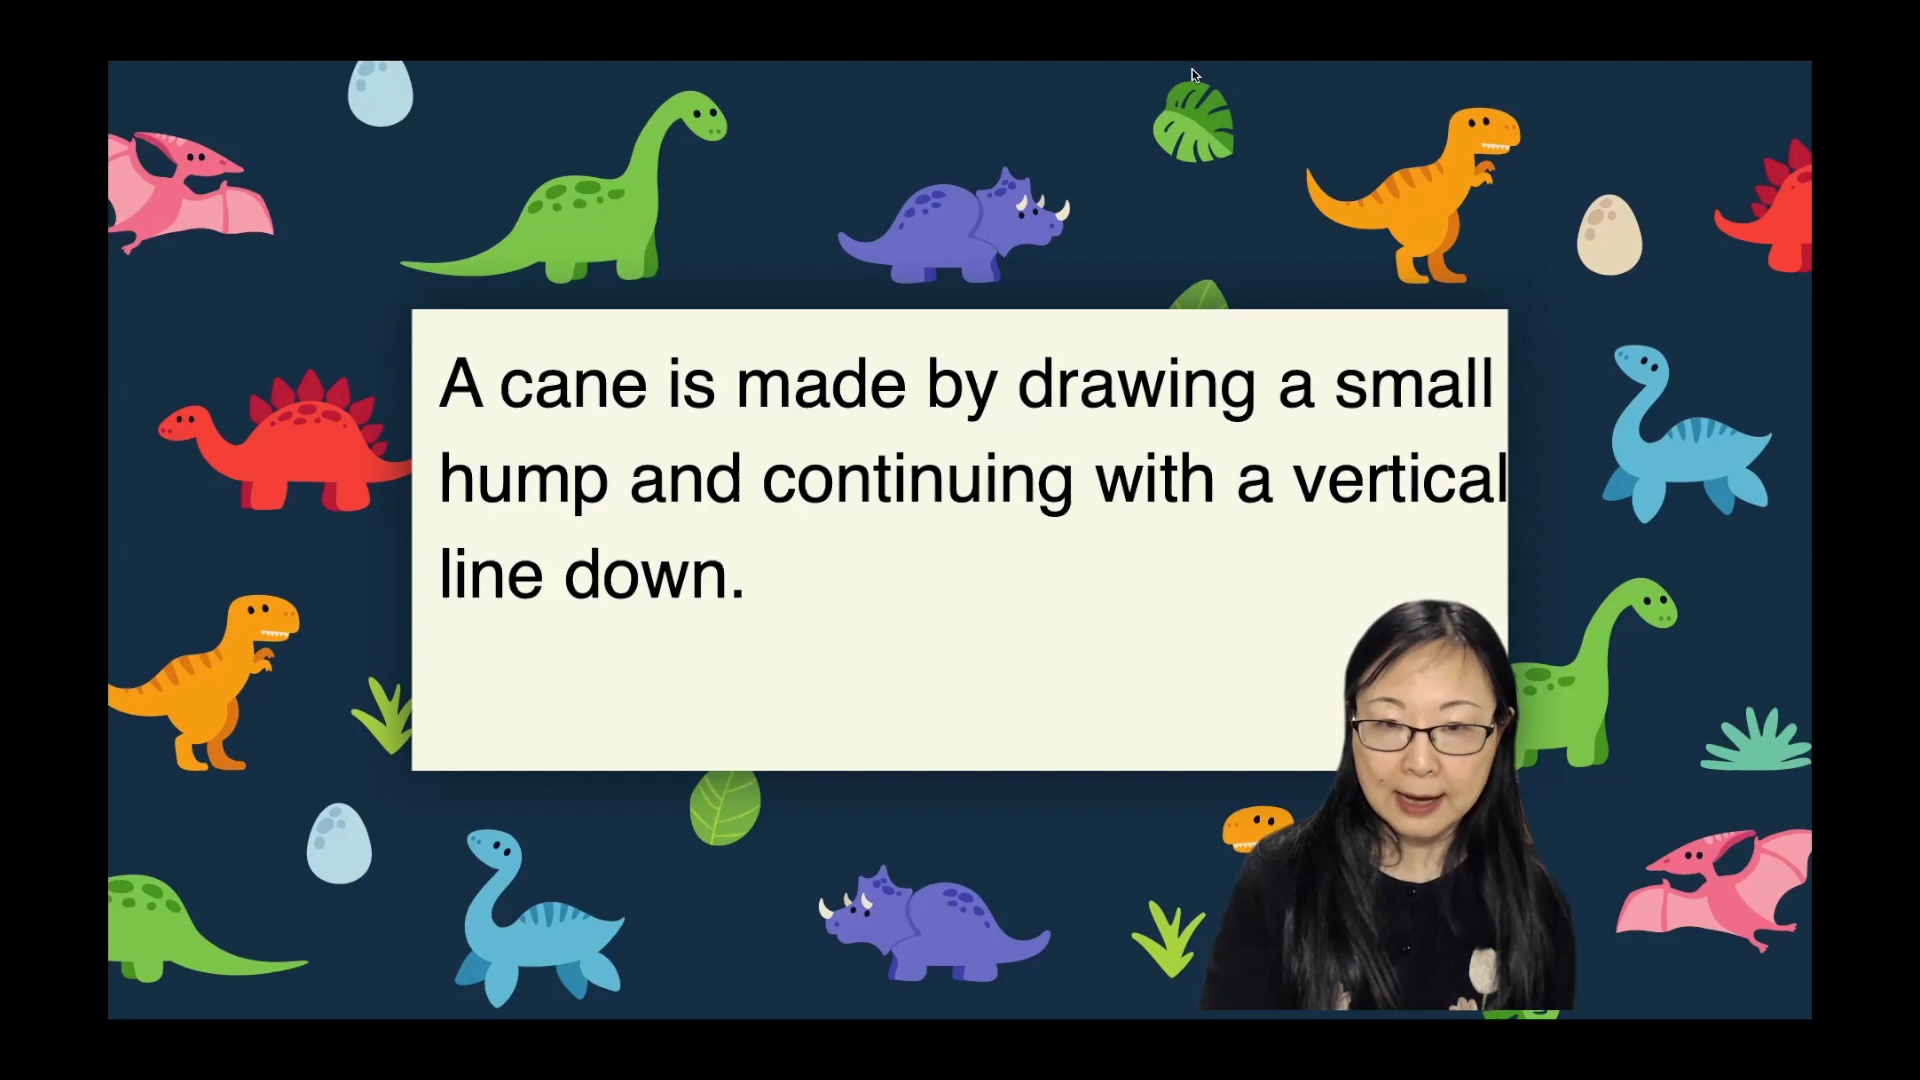 A cane is made by drawing a small
hump and continuing with a vertical
line down.